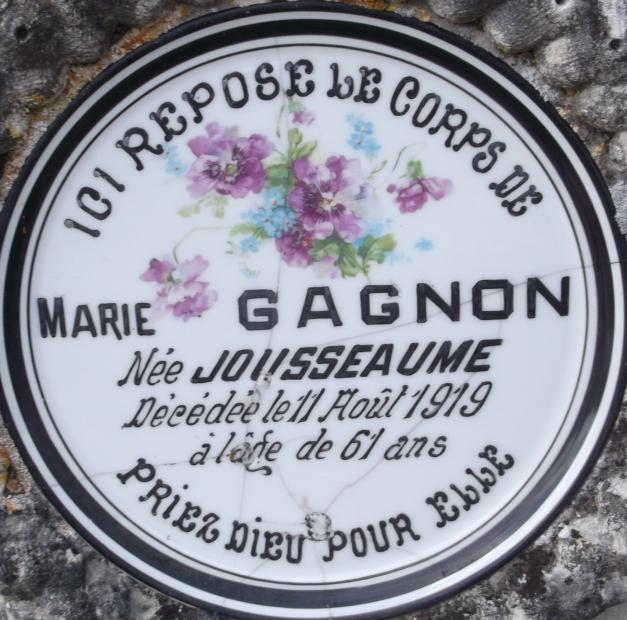 ICI REPOSE LE CORPS DE
MARIE GAGNON
Née JOUSSEAUME
Décédée le 11 Août 1919
à l'âge de 61 ans
PRIEZ DIEU POUR ELLE